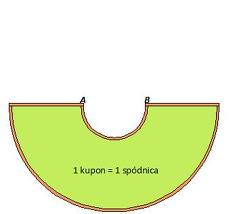 A B
1 kupon = 1 spódnica